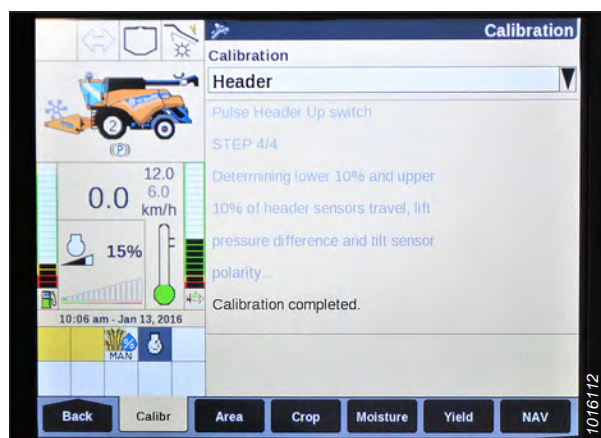 Calibration
Calibration
Header
Pulse Header Up switch
STEP 4/4
Determining lower 10% and upper
10% of header sensors travel, lift
pressure difference and tilt sensor
polarity...
Calibration completed.
2
(P)
12.0
0.0 6.0
km/h
15%
10:06 am - Jan 13, 2016
%
MAN
Back Calibr Area Crop Moisture Yield NAV
1016112